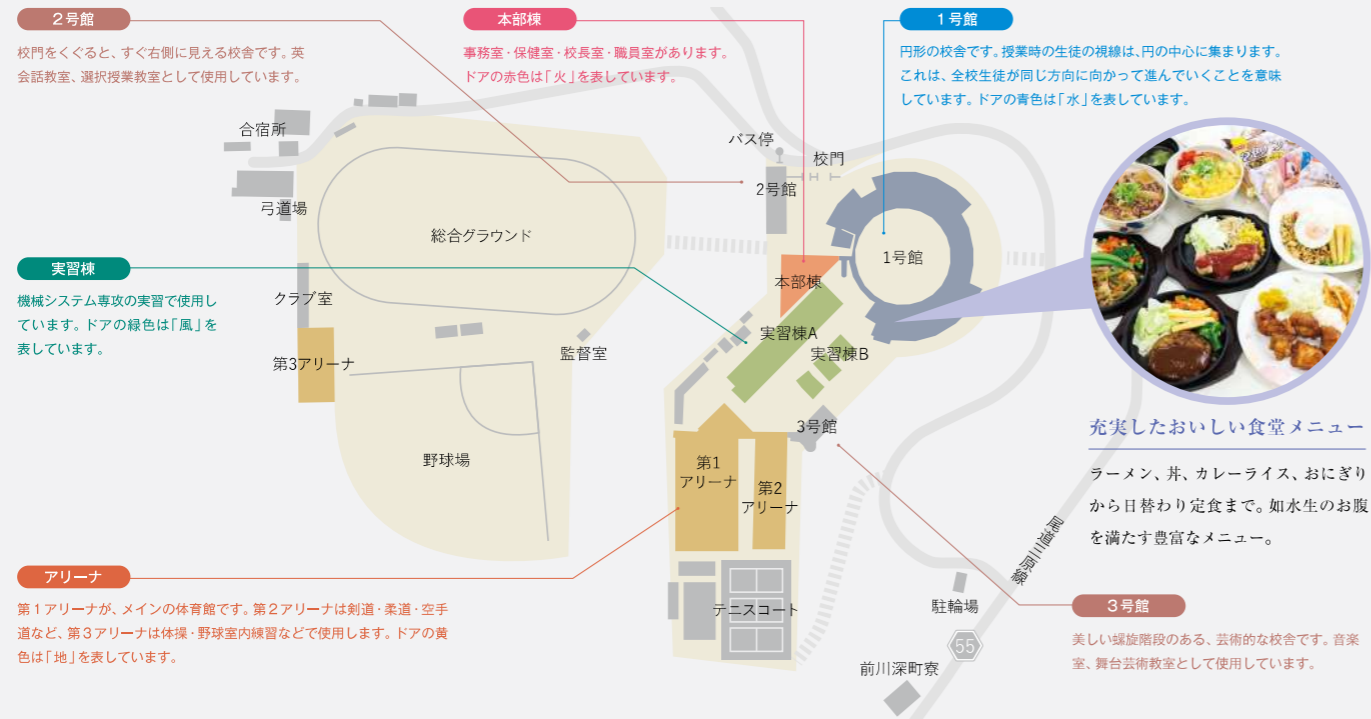 2号館
校門をくぐると、すぐ右側に見える校舎です。英
会話教室、選択授業教室として使用しています。
本部棟
事務室・保健室・校長室・職員室があります。
ドアの赤色は「火」を表しています。
1号館
円形の校舎です。授業時の生徒の視線は、円の中心に集まります。
これは、全校生徒が同じ方向に向かって進んでいくことを意味
しています。ドアの青色は「水」を表しています。
合宿所
バス停
校門
2号館
弓道場
総合グラウンド
1号館
実習棟
機械システム専攻の実習で使用し
ています。ドアの緑色は「風」を
表しています。
本部棟
クラブ室
実習棟A
実習棟B
監督室
第3アリーナ
3号館
野球場
第1
アリーナ
第2
アリーナ
充実したおいしい食堂メニュー
ラーメン、丼、カレーライス、おにぎり
から日替わり定食まで。如水生のお腹
を満たす豊富なメニュー。
尾道三原線
アリーナ
第1アリーナが、メインの体育館です。第2アリーナは剣道・柔道・空手
道など、第3アリーナは体操・野球室内練習などで使用します。ドアの黄
色は「地」を表しています。
テニスコート
駐輪場
55
前川深町寮
3号館
美しい螺旋階段のある、芸術的な校舎です。音楽
室、舞台芸術教室として使用しています。